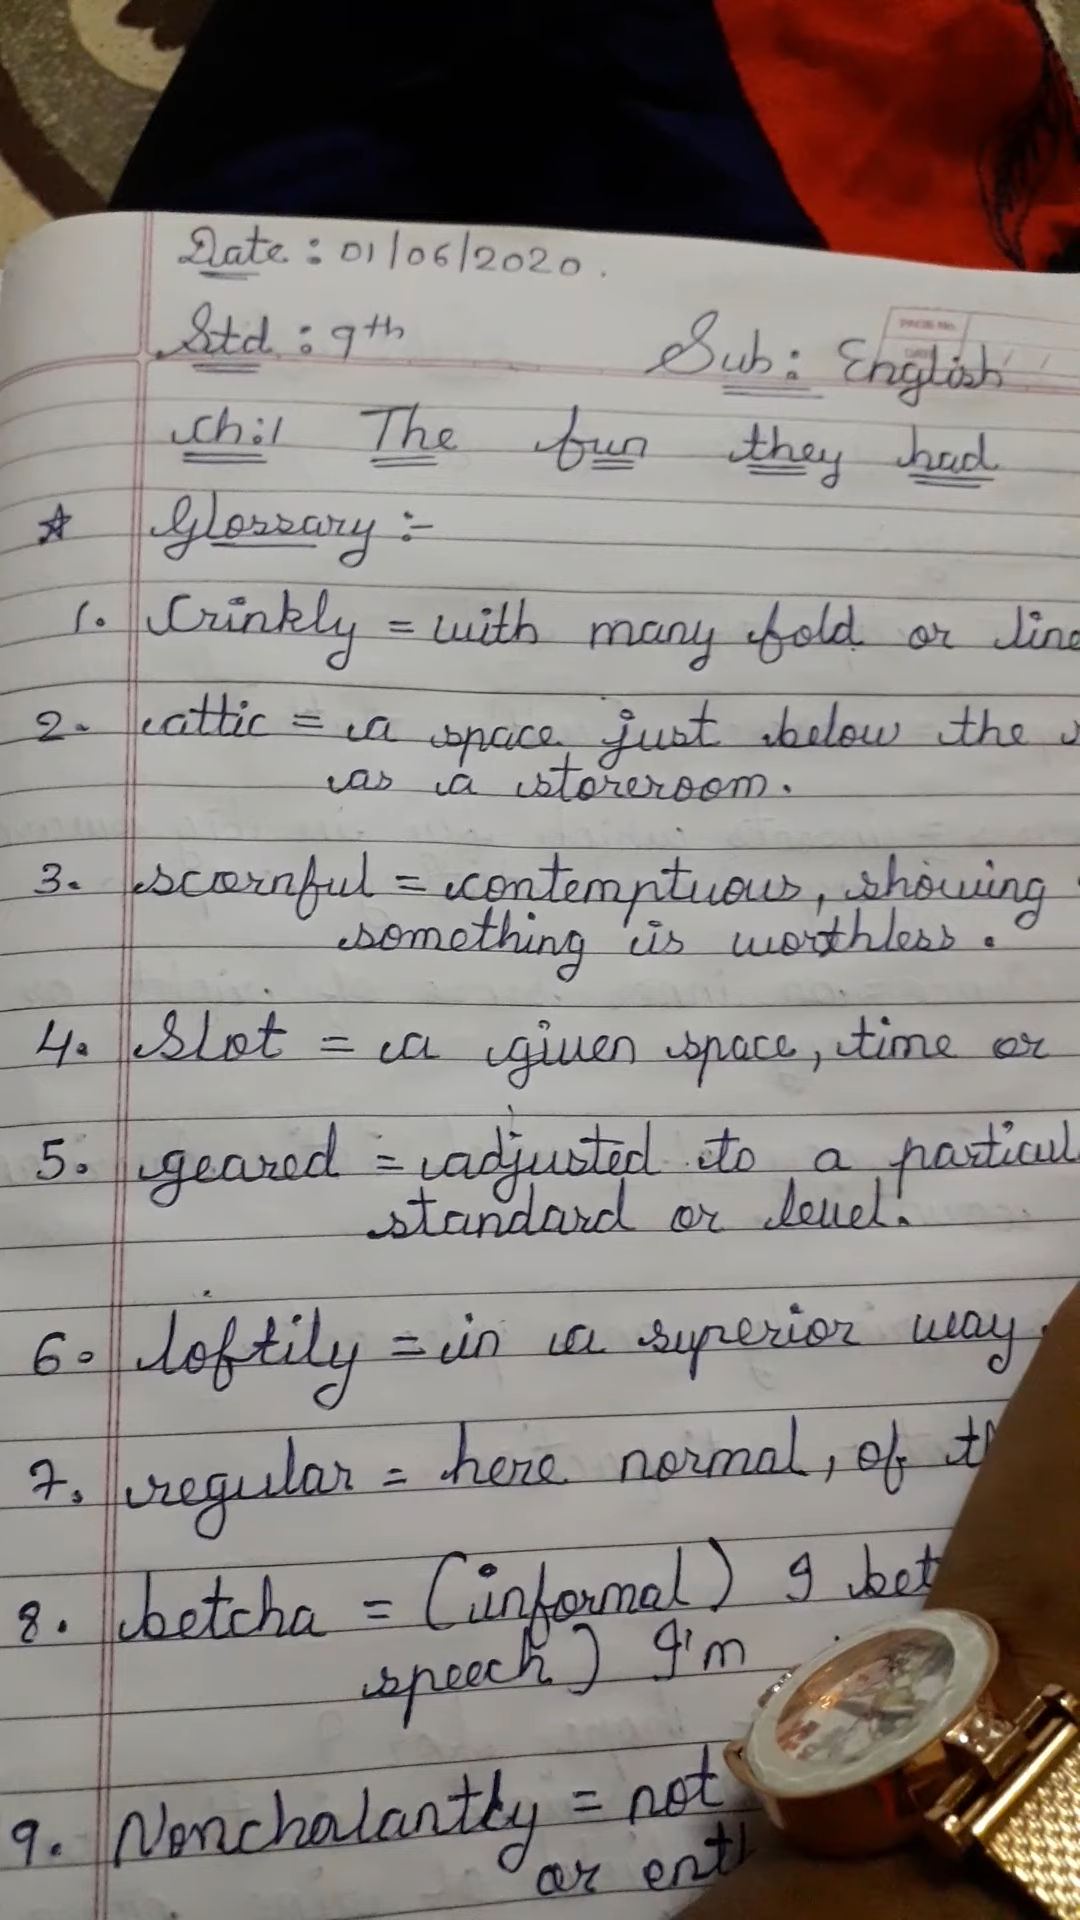 Date : 01/06/2020.
PAGE No.
Std : 9th Sub : English
ch:1 The fun they had
☆ Glossary :-
1. Crinkly = with many fold or
2. attic = a space just below the
as a storeroom.
3. scornful = contemptuous, showing
something is worthless.
4. Slot = a given space, time or
5. geared = adjusted to a
standard or level.
6. loftily = in a superior way
7. regular = here normal, of
8. betcha = (informal) I bet
speech) I'm
9. Nonchalantly = not
or